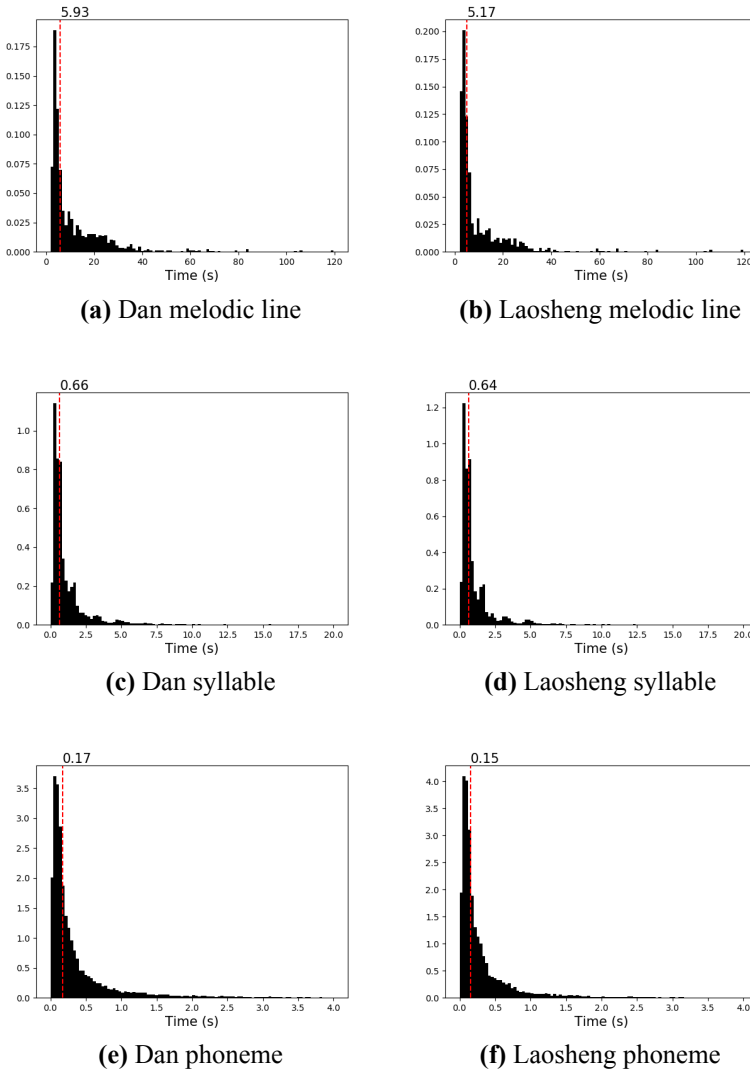 5.93
0.175
0.150
0.125
0.100
0.075
0.050
0.025
0.000
0 20 40 60 80 100 120
Time (s)
(a) Dan melodic line
5.17
0.200
0.175
0.150
0.125
0.100
0.075
0.050
0.025
0.000
0 20 40 60 80 100 120
Time (s)
(b) Laosheng melodic line
0.66
1.0
0.8
0.6
0.4
0.2
0.0
0.0 2.5 5.0 7.5 10.0 12.5 15.0 17.5 20.0
Time (s)
(c) Dan syllable
0.64
1.2
1.0
0.8
0.6
0.4
0.2
0.0
0.0 2.5 5.0 7.5 10.0 12.5 15.0 17.5 20.0
Time (s)
(d) Laosheng syllable
0.17
3.5
3.0
2.5
2.0
1.5
1.0
0.5
0.0
0.0 0.5 1.0 1.5 2.0 2.5 3.0 3.5 4.0
Time (s)
(e) Dan phoneme
0.15
4.0
3.5
3.0
2.5
2.0
1.5
1.0
0.5
0.0
0.0 0.5 1.0 1.5 2.0 2.5 3.0 3.5 4.0
Time (s)
(f) Laosheng phoneme